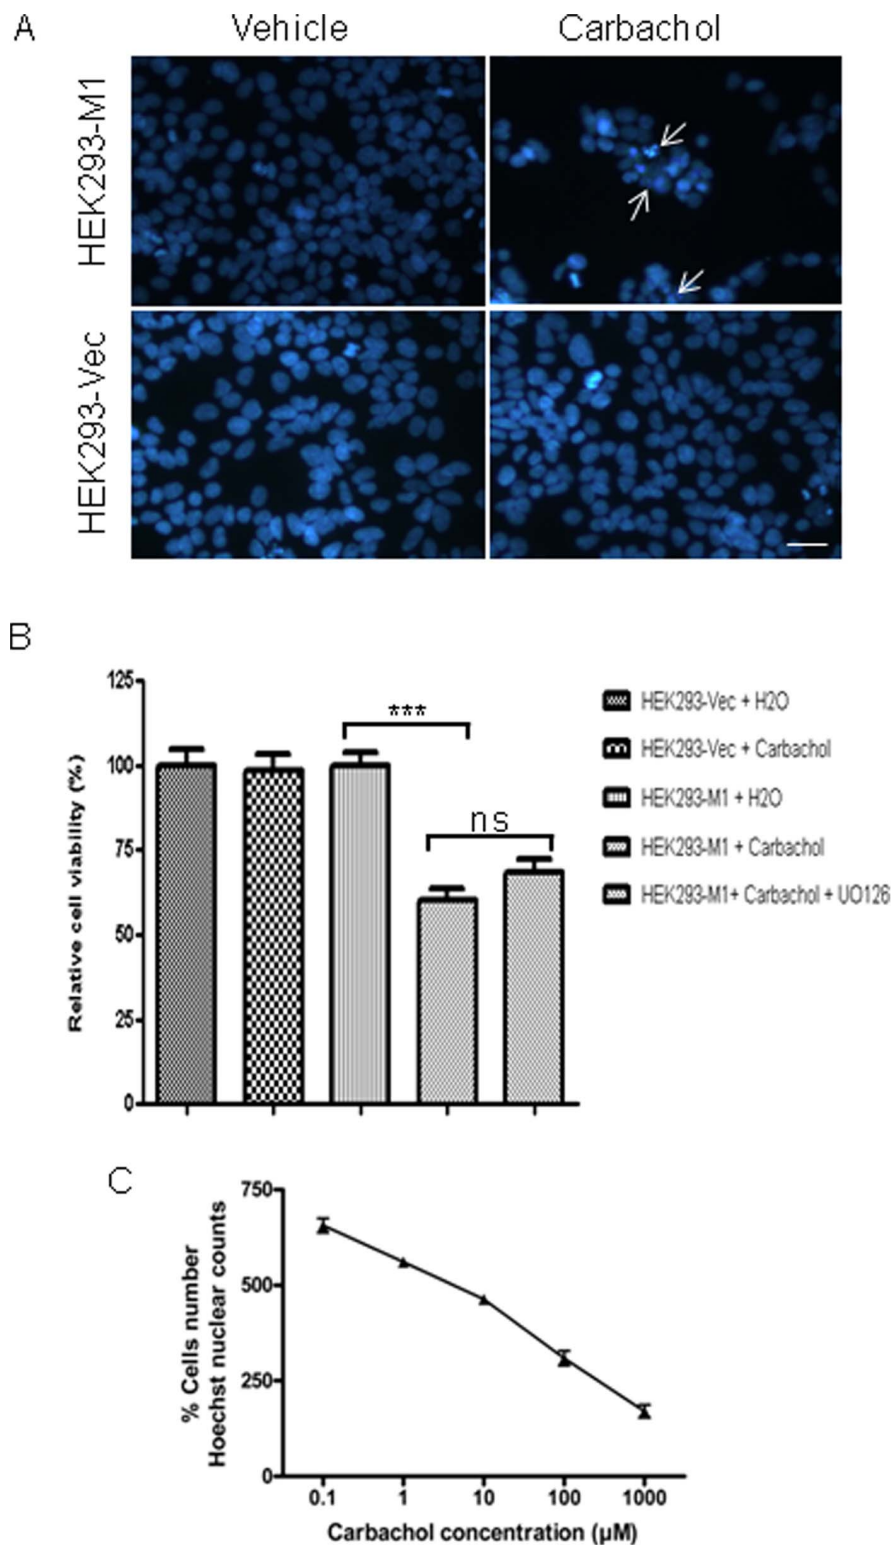 A
Vehicle
Carbachol
HEK293-M1
HEK293-Vec
B
Relative cell viability (%)
125
100
75
50
25
0
***
ns
HEK293-Vec + H2O
HEK293-Vec + Carbachol
HEK293-M1 + H2O
HEK293-M1 + Carbachol
HEK293-M1+ Carbachol + UO126
C
% Cells number
Hoechst nuclear counts
750
500
250
0
0.1 1 10 100 1000
Carbachol concentration (µM)